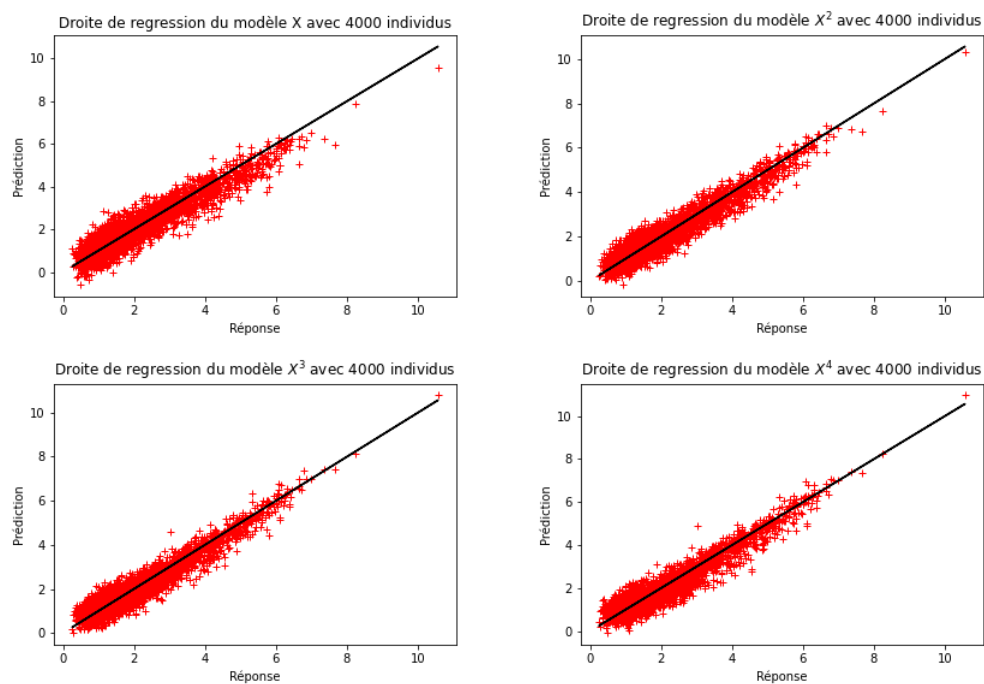 Droite de regression du modèle X avec 4000 individus
10
8
6
4
2
0
Prédiction
0 2 4 6 8 10
Réponse
Droite de regression du modèle X² avec 4000 individus
10
8
6
4
2
0
Prédiction
0 2 4 6 8 10
Réponse
Droite de regression du modèle X³ avec 4000 individus
10
8
6
4
2
0
Prédiction
0 2 4 6 8 10
Réponse
Droite de regression du modèle X⁴ avec 4000 individus
10
8
6
4
2
0
Prédiction
0 2 4 6 8 10
Réponse